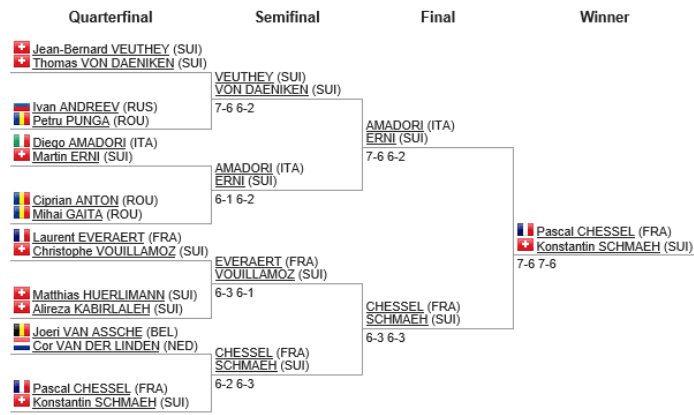 Quarterfinal Semifinal Final Winner
Jean-Bernard VEUTHEY (SUI)
Thomas VON DAENIKEN (SUI)
Ivan ANDREEV (RUS)
Petru PUNGA (ROU)
Diego AMADORI (ITA)
Martin ERNI (SUI)
Ciprian ANTON (ROU)
Mihai GAITA (ROU)
Laurent EVERAERT (FRA)
Christophe VOUILLAMOZ (SUI)
Matthias HUERLIMANN (SUI)
Alireza KABIRLALEH (SUI)
Joeri VAN ASSCHE (BEL)
Cor VAN DER LINDEN (NED)
Pascal CHESSEL (FRA)
Konstantin SCHMAEH (SUI)
VEUTHEY (SUI)
VON DAENIKEN (SUI)
7-6 6-2
AMADORI (ITA)
ERNI (SUI)
6-1 6-2
EVERAERT (FRA)
VOUILLAMOZ (SUI)
6-3 6-1
CHESSEL (FRA)
SCHMAEH (SUI)
6-2 6-3
AMADORI (ITA)
ERNI (SUI)
7-6 6-2
CHESSEL (FRA)
SCHMAEH (SUI)
6-3 6-3
Pascal CHESSEL (FRA)
Konstantin SCHMAEH (SUI)
7-6 7-6